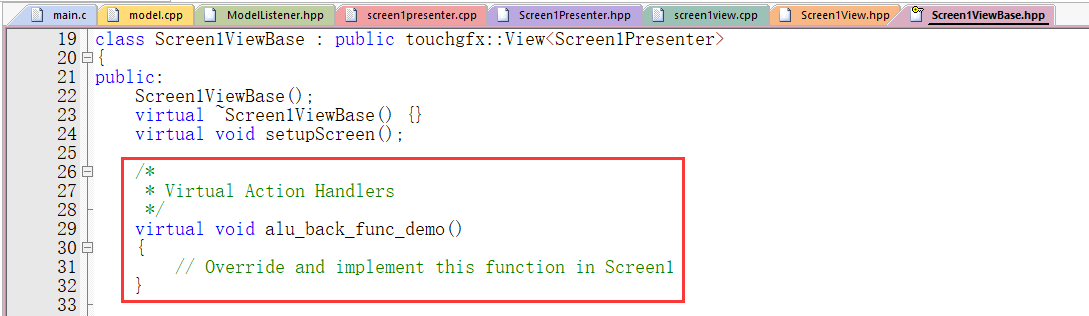 main.c model.cpp ModelListener.hpp screen1presenter.cpp Screen1Presenter.hpp screen1view.cpp Screen1View.hpp Screen1ViewBase.hpp
19 class Screen1ViewBase : public touchgfx::View<Screen1Presenter>
20 {
21 public:
22     Screen1ViewBase();
23     virtual ~Screen1ViewBase() {}
24     virtual void setupScreen();
25
26     /*
27      * Virtual Action Handlers
28      */
29     virtual void alu_back_func_demo()
30     {
31         // Override and implement this function in Screen1
32     }
33